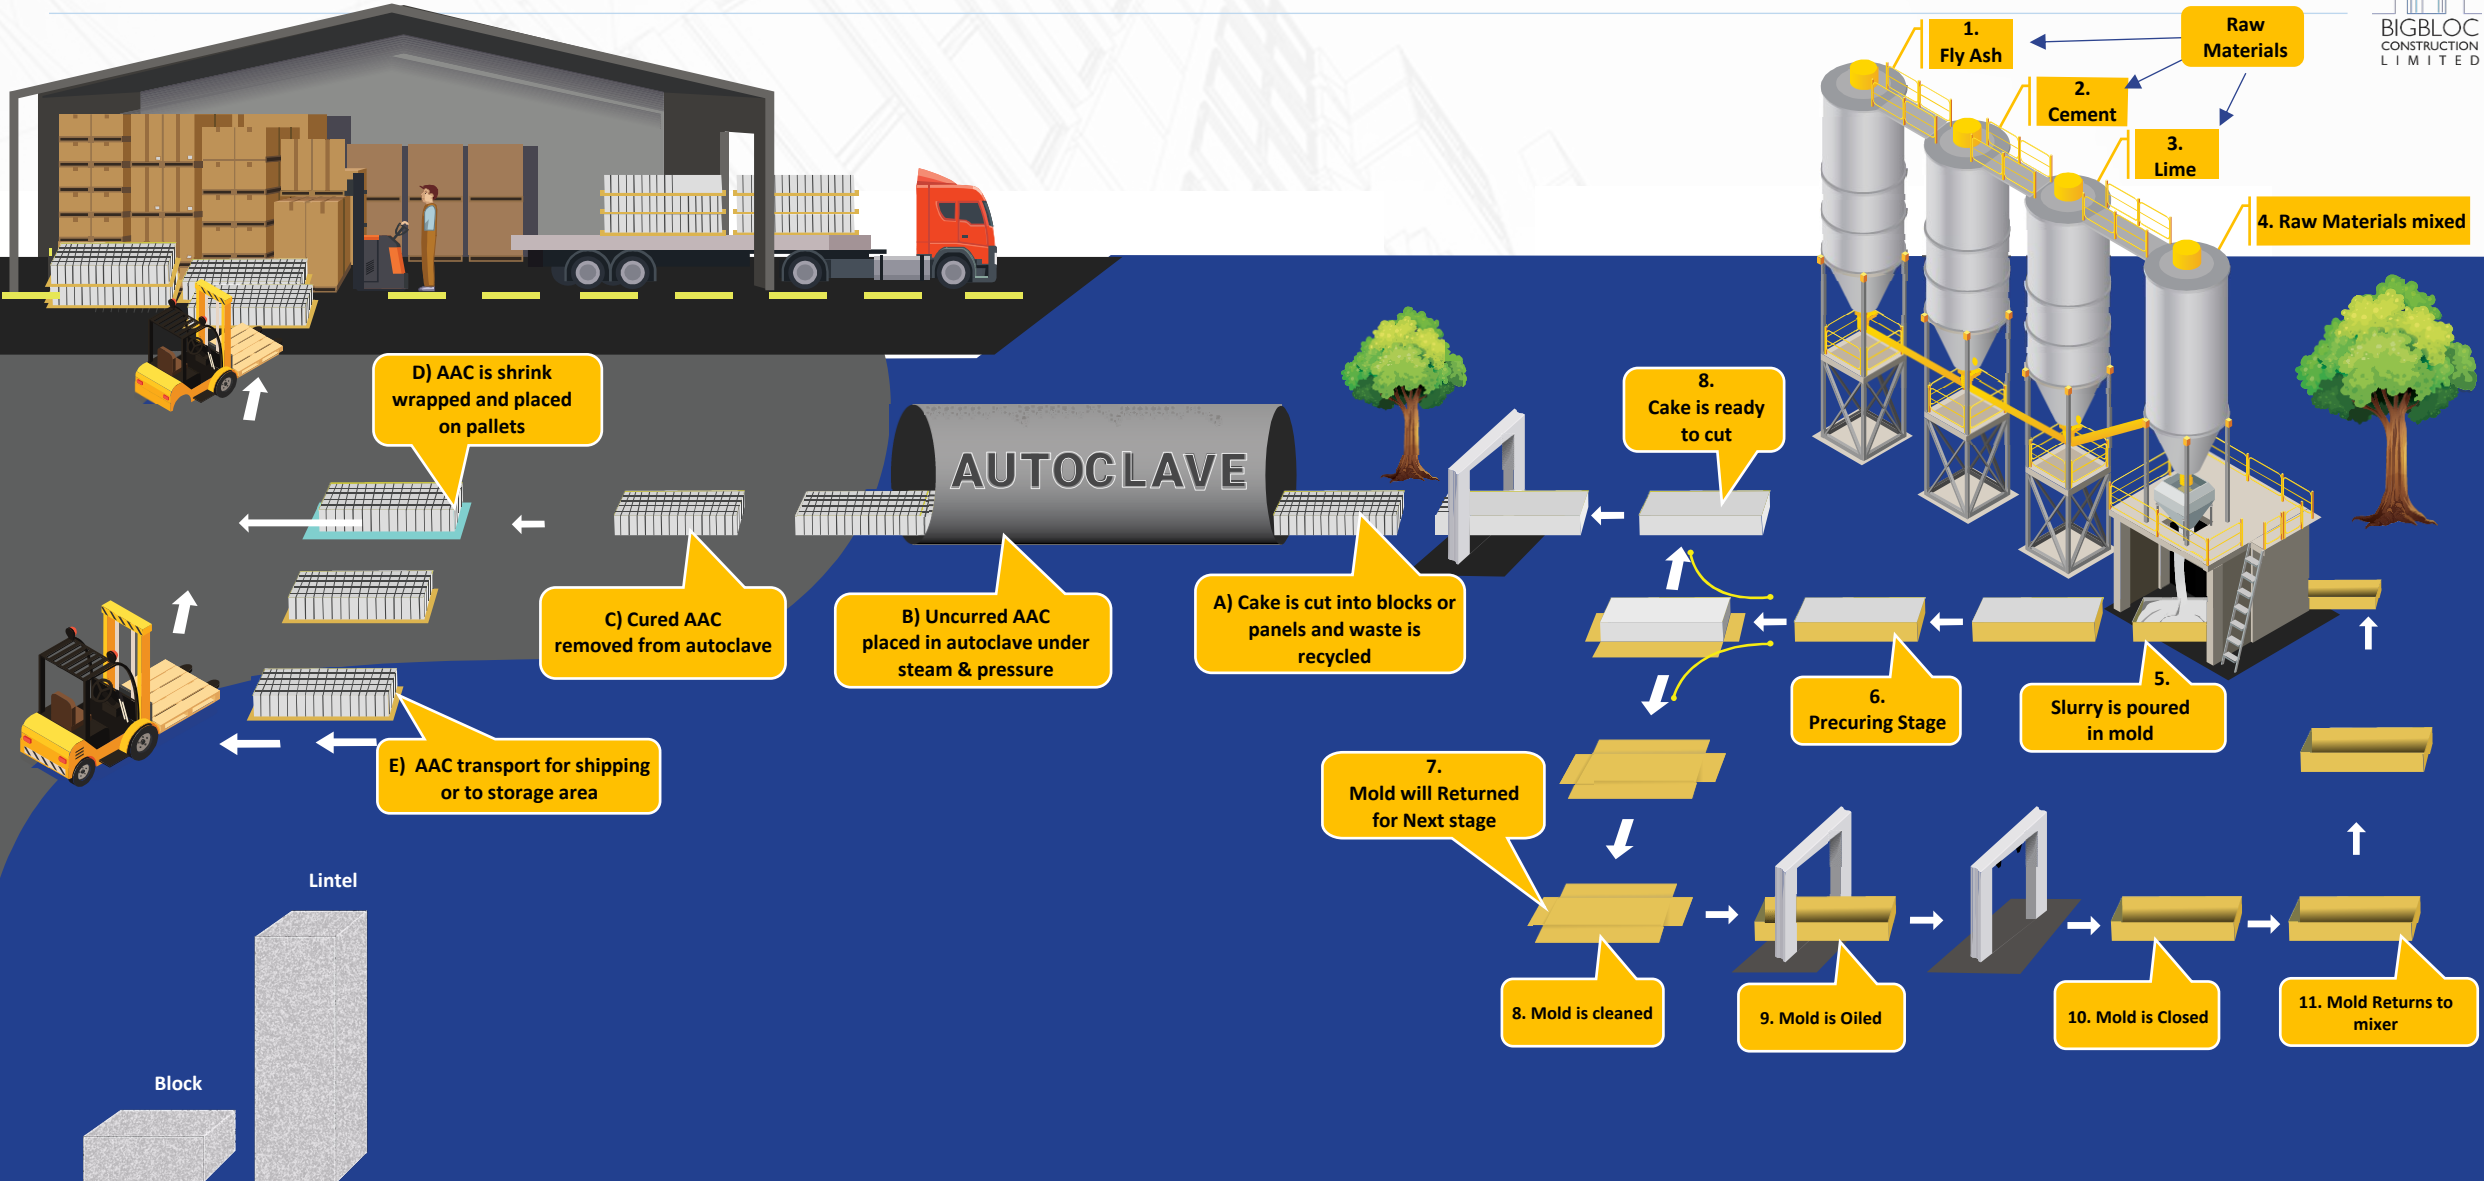 BIGBLOC
CONSTRUCTION
LIMITED
Raw
Materials
1.
Fly Ash
2.
Cement
3.
Lime
4. Raw Materials mixed
D) AAC is shrink
wrapped and placed
on pallets
8.
Cake is ready
to cut
AUTOCLAVE
C) Cured AAC
removed from autoclave
B) Uncurred AAC
placed in autoclave under
steam & pressure
A) Cake is cut into blocks or
panels and waste is
recycled
6.
Precuring Stage
5.
Slurry is poured
in mold
E) AAC transport for shipping
or to storage area
7.
Mold will Returned
for Next stage
8. Mold is cleaned
9. Mold is Oiled
10. Mold is Closed
11. Mold Returns to
mixer
Lintel
Block